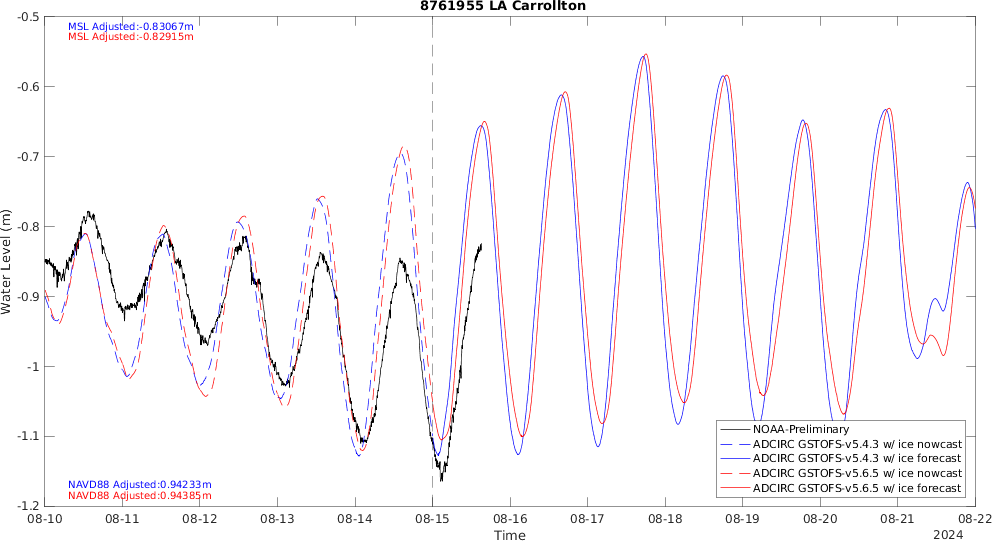 8761955 LA Carrollton
MSL Adjusted:-0.83067m
MSL Adjusted:-0.82915m
-0.5
-0.6
-0.7
-0.8
-0.9
-1
-1.1
-1.2
Water Level (m)
NAVD88 Adjusted:0.94233m
NAVD88 Adjusted:0.94385m
NOAA-Preliminary
ADCIRC GSTOFS-v5.4.3 w/ ice nowcast
ADCIRC GSTOFS-v5.4.3 w/ ice forecast
ADCIRC GSTOFS-v5.6.5 w/ ice nowcast
ADCIRC GSTOFS-v5.6.5 w/ ice forecast
08-10 08-11 08-12 08-13 08-14 08-15 08-16 08-17 08-18 08-19 08-20 08-21 08-22
Time
2024